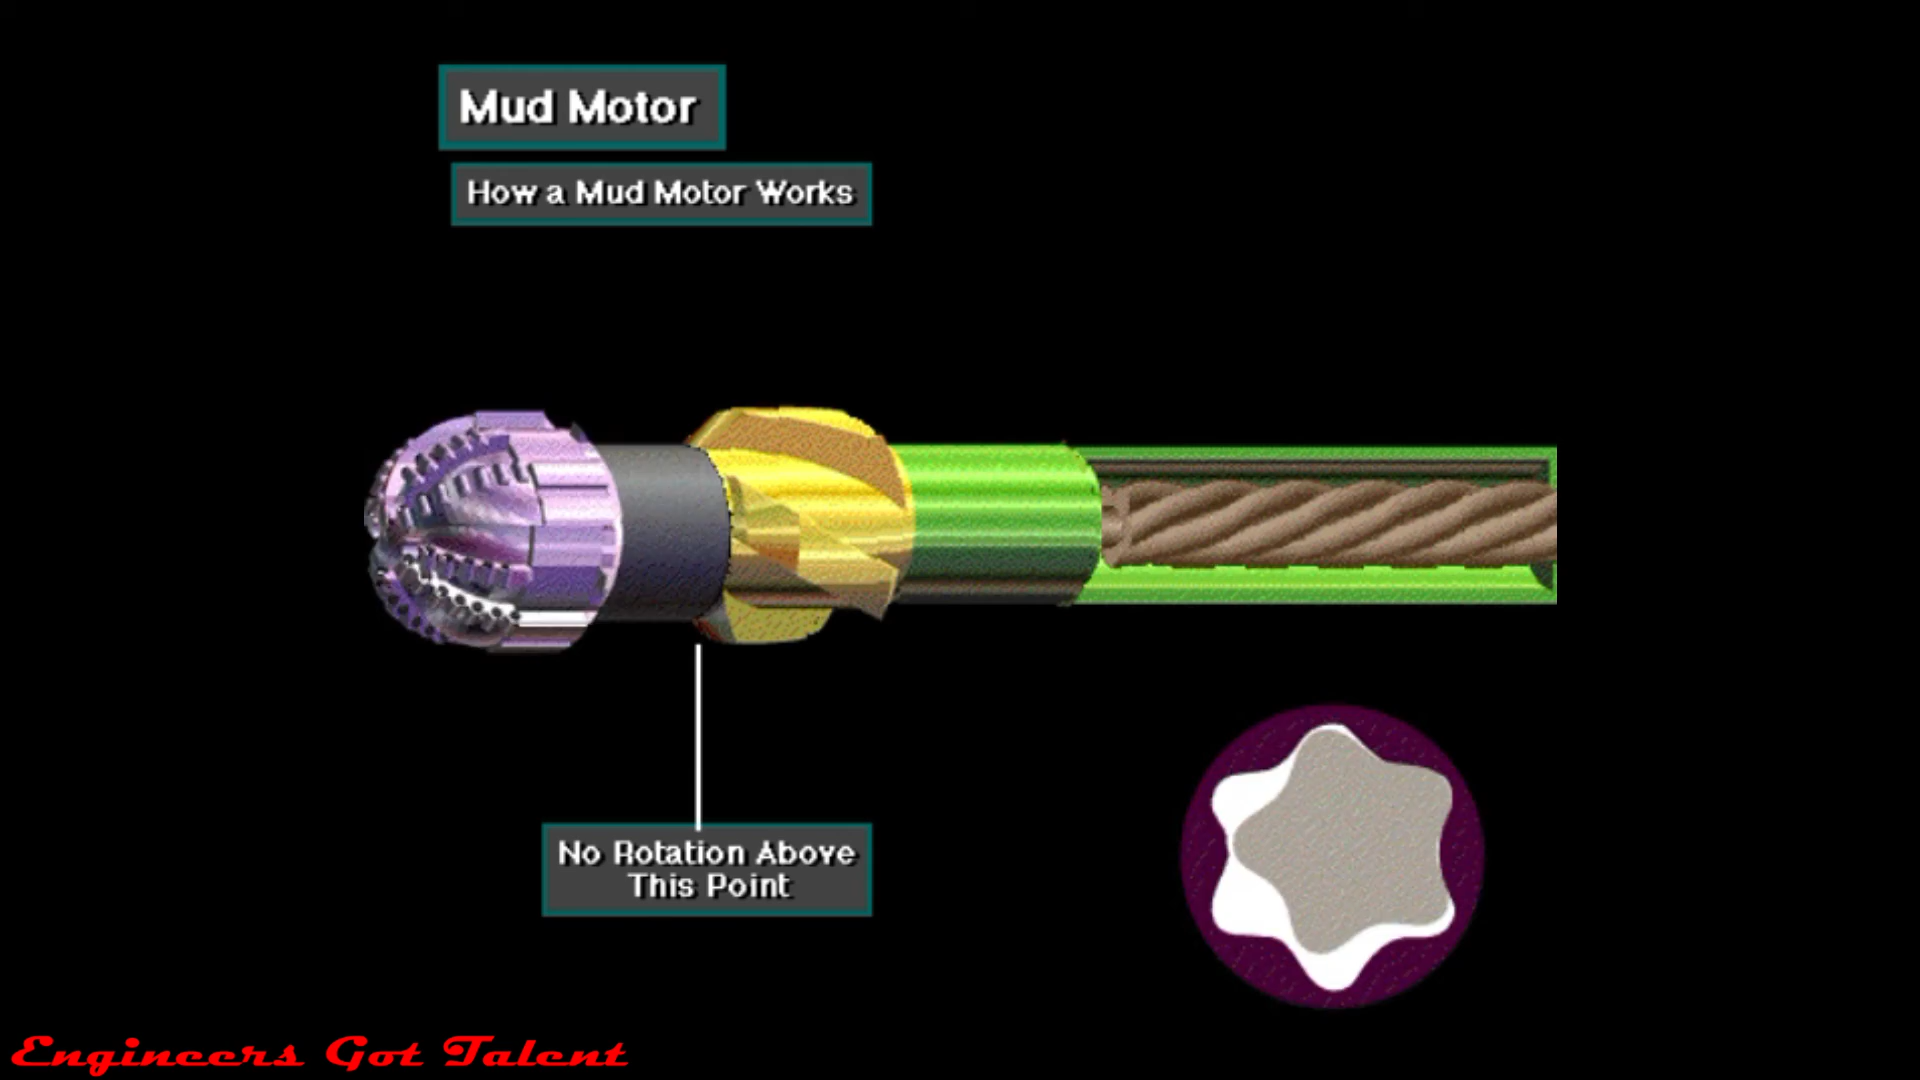 Mud Motor
How a Mud Motor Works
No Rotation Above
This Point
Engineers Got Talent